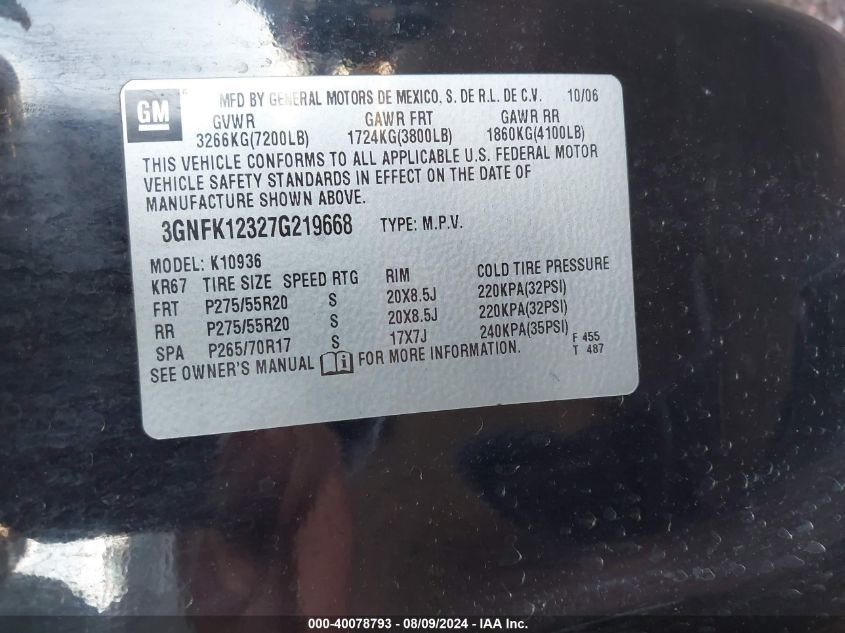 GM
MFD BY GENERAL MOTORS DE MEXICO, S. DE R.L. DE C.V. 10/06
GVWR GAWR FRT GAWR RR
3266KG(7200LB) 1724KG(3800LB) 1860KG(4100LB)
THIS VEHICLE CONFORMS TO ALL APPLICABLE U.S. FEDERAL MOTOR
VEHICLE SAFETY STANDARDS IN EFFECT ON THE DATE OF
MANUFACTURE SHOWN ABOVE.
3GNFK12327G219668 TYPE: M.P.V.
MODEL: K10936
KR67 TIRE SIZE SPEED RTG RIM COLD TIRE PRESSURE
FRT P275/55R20 S 20X8.5J 220KPA(32PSI)
RR P275/55R20 S 20X8.5J 220KPA(32PSI)
SPA P265/70R17 S 17X7J 240KPA(35PSI) F 455
SEE OWNER'S MANUAL i FOR MORE INFORMATION. T 487
000-40078793 - 08/09/2024 - IAA Inc.